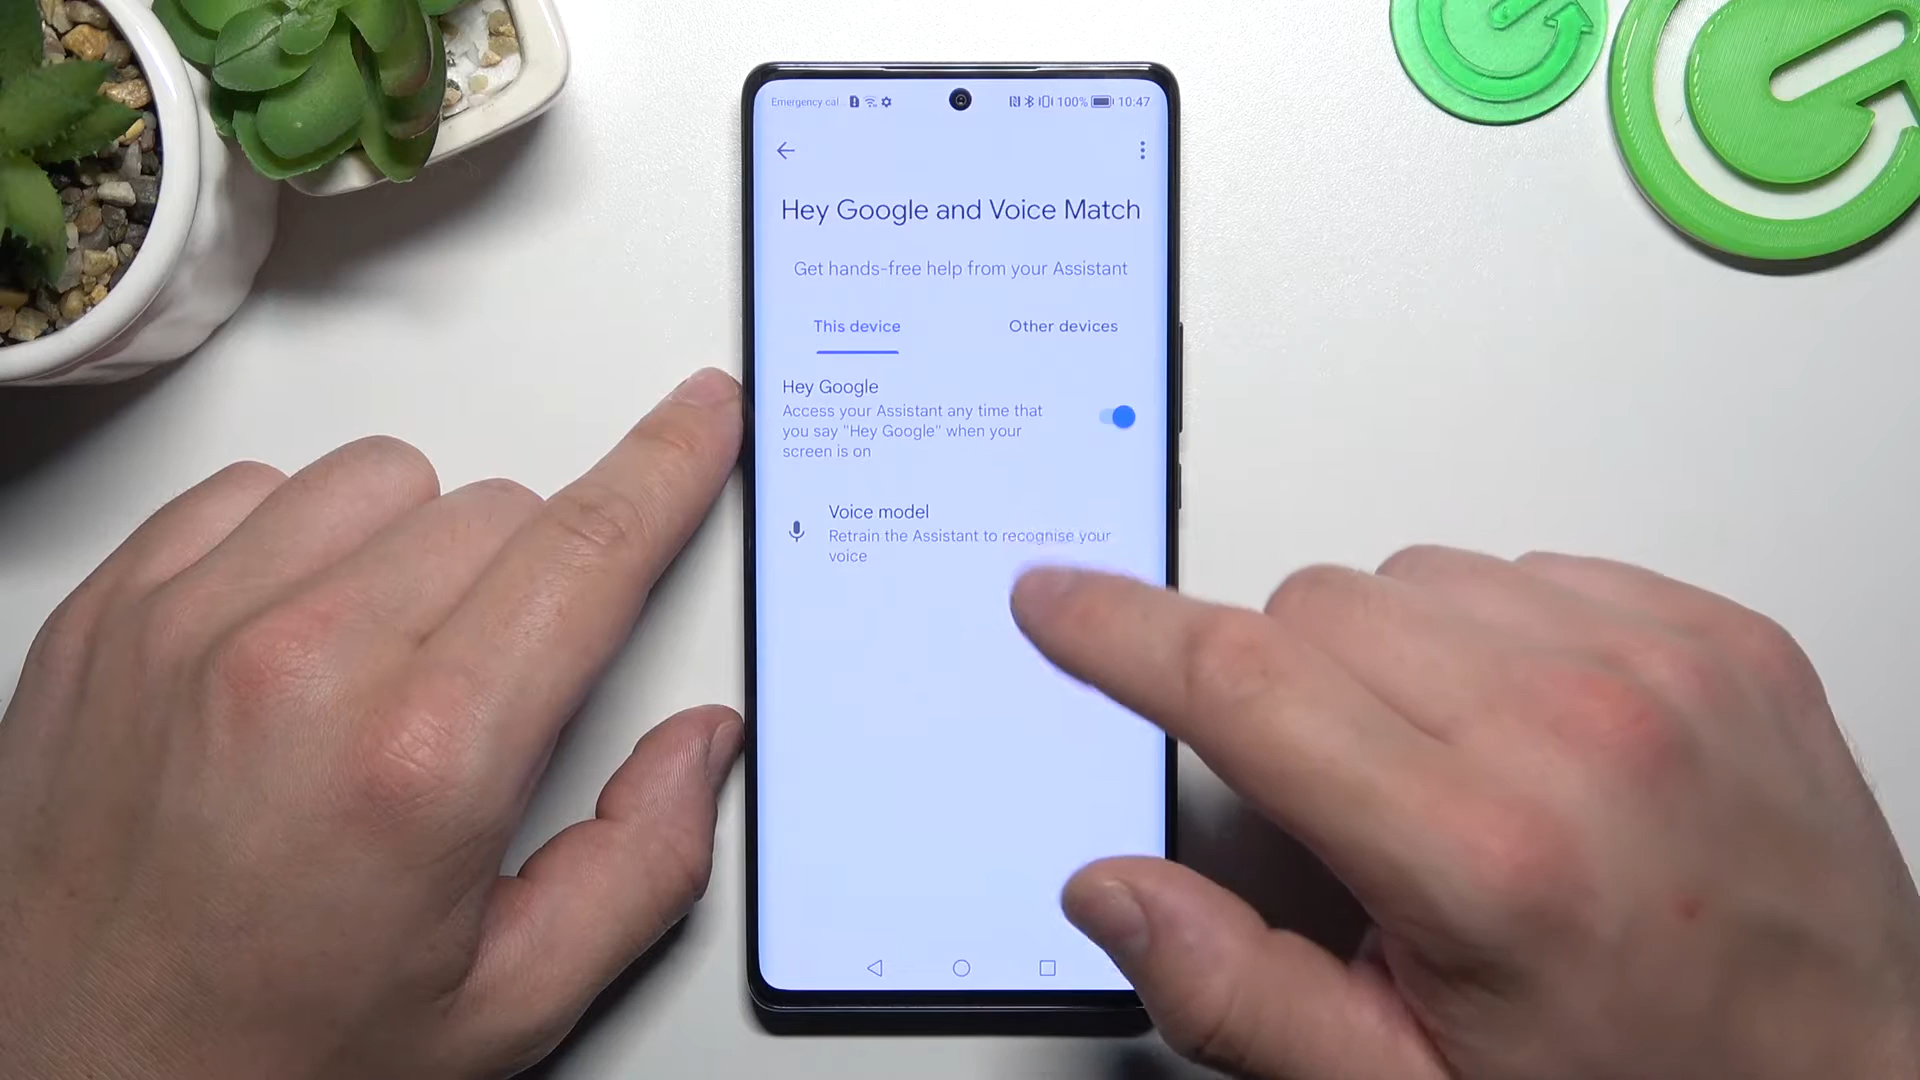 Emergency cal
100% 10:47
Hey Google and Voice Match
Get hands-free help from your Assistant
This device Other devices
Hey Google
Access your Assistant any time that
you say "Hey Google" when your
screen is on
Voice model
Retrain the Assistant to recognise your
voice